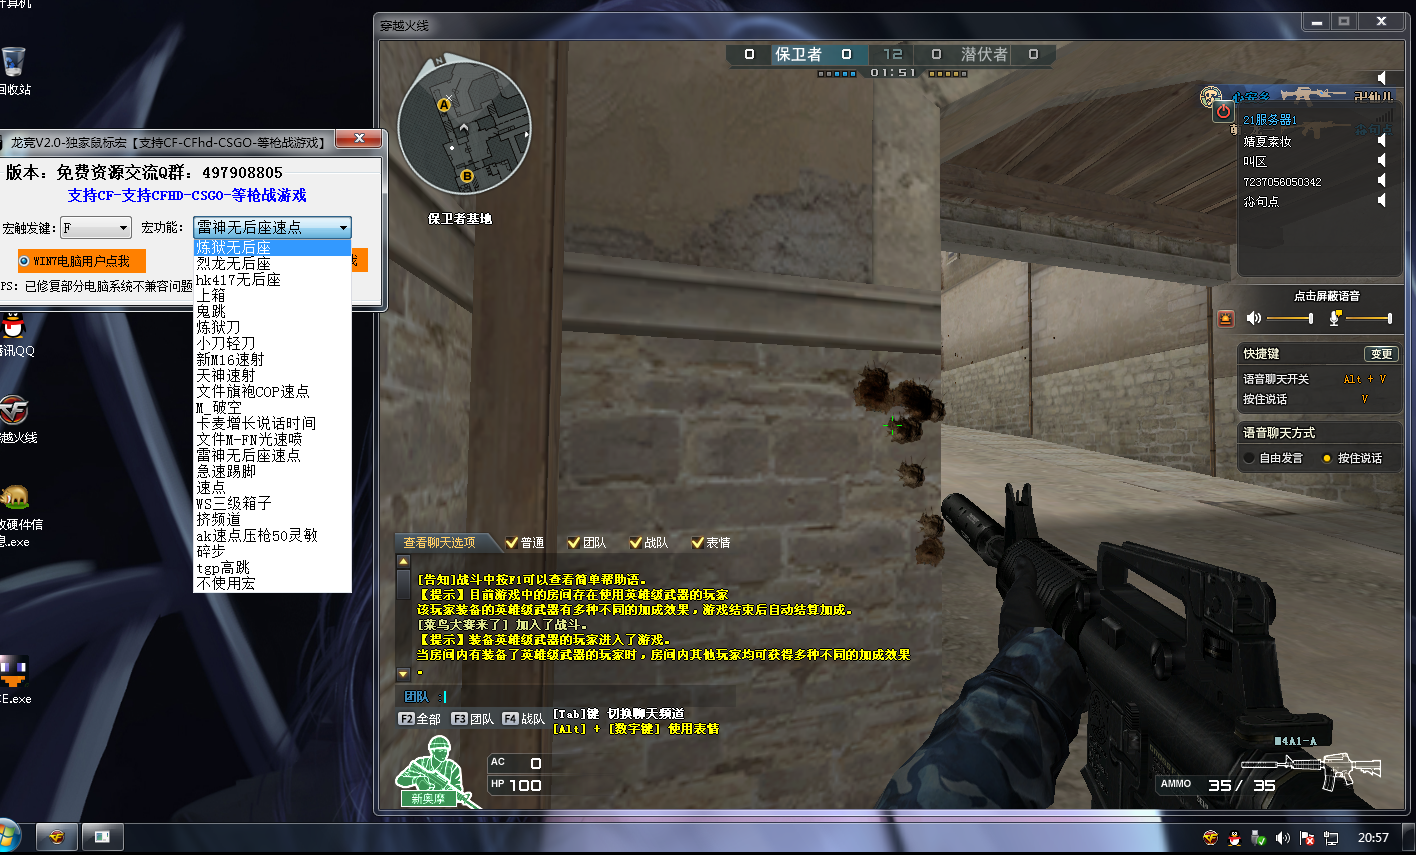 计算机
回收站
龙竞V2.0-独家鼠标宏【支持CF-CFhd-CSGO-等枪战游戏】
版本: 免费资源交流Q群: 497908805
支持CF-支持CFHD-CSGO-等枪战游戏
宏触发键: F 宏功能: 雷神无后座速点
WIN7电脑用户点我
PS: 已修复部分电脑系统不兼容问题
炼狱无后座
烈龙无后座
hk417无后座
上箱
鬼跳
炼狱刀
小刀轻刀
新M16速射
天神速射
文件旗袍COP速点
M_破空
卡麦增长说话时间
文件M-FN光速喷
雷神无后座速点
急速踢脚
速点
WS三级箱子
挤频道
ak速点压枪50灵敏
碎步
tgp高跳
不使用宏
腾讯QQ
穿越火线
改硬件信息.exe
CE.exe
穿越火线
0 保卫者 0 12 0 潜伏者 0
01:51
N
A
B
保卫者基地
21服务器1
婧夏素妆
叫区
7237056050342
尛句点
点击屏蔽语音
快捷键 变更
语音聊天开关 Alt + V
按住说话 V
语音聊天方式
自由发言 按住说话
查看聊天选项 普通 团队 战队 表情
[告知]战斗中按F1可以查看简单帮助语。
【提示】目前游戏中的房间存在使用英雄级武器的玩家
该玩家装备的英雄级武器有多种不同的加成效果，游戏结束后自动结算加成。
[菜鸟大赛来了] 加入了战斗。
【提示】装备英雄级武器的玩家进入了游戏。
当房间内有装备了英雄级武器的玩家时，房间内其他玩家均可获得多种不同的加成效果
团队 :
F2 全部 F3 团队 F4 战队 [Tab]键 切换聊天频道
[Alt] + [数字键] 使用表情
新奥摩
AC 0
HP 100
M4A1-A
AMMO 35 / 35
20:57